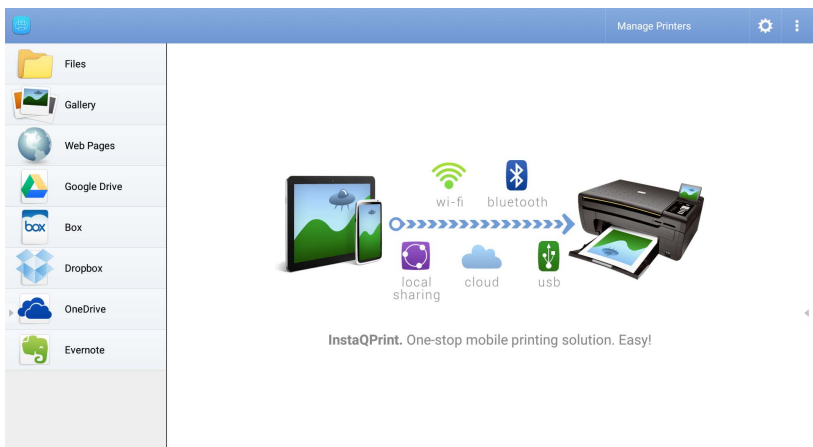 Manage Printers
Files
Gallery
Web Pages
Google Drive
box
Box
Dropbox
OneDrive
Evernote
wi-fi
bluetooth
local
sharing
cloud
usb
InstaQPrint. One-stop mobile printing solution. Easy!